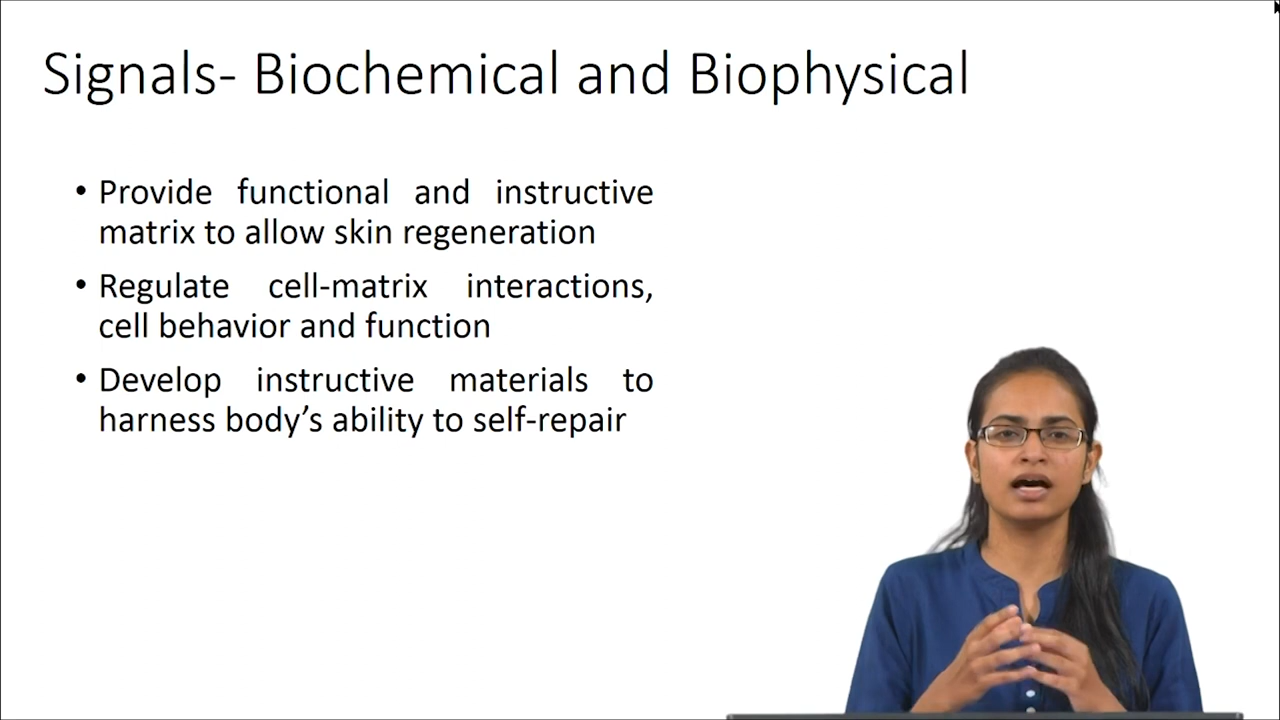 Signals- Biochemical and Biophysical
• Provide functional and instructive
matrix to allow skin regeneration
• Regulate cell-matrix interactions,
cell behavior and function
• Develop instructive materials to
harness body’s ability to self-repair